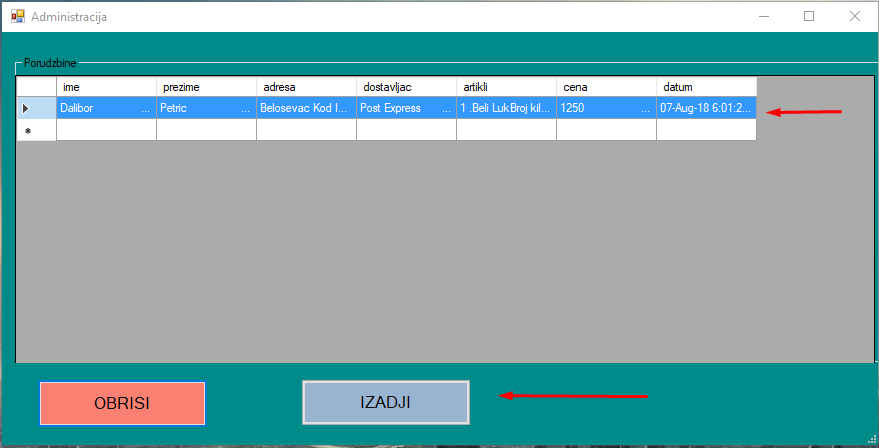 Administracija
Porudzbine
ime prezime adresa dostavljac artikli cena datum
Dalibor ... Petric ... Belosevac Kod I... Post Express ... 1 .Beli LukBroj kil... 1250 ... 07-Aug-18 6:01:2...
OBRISI IZADJI